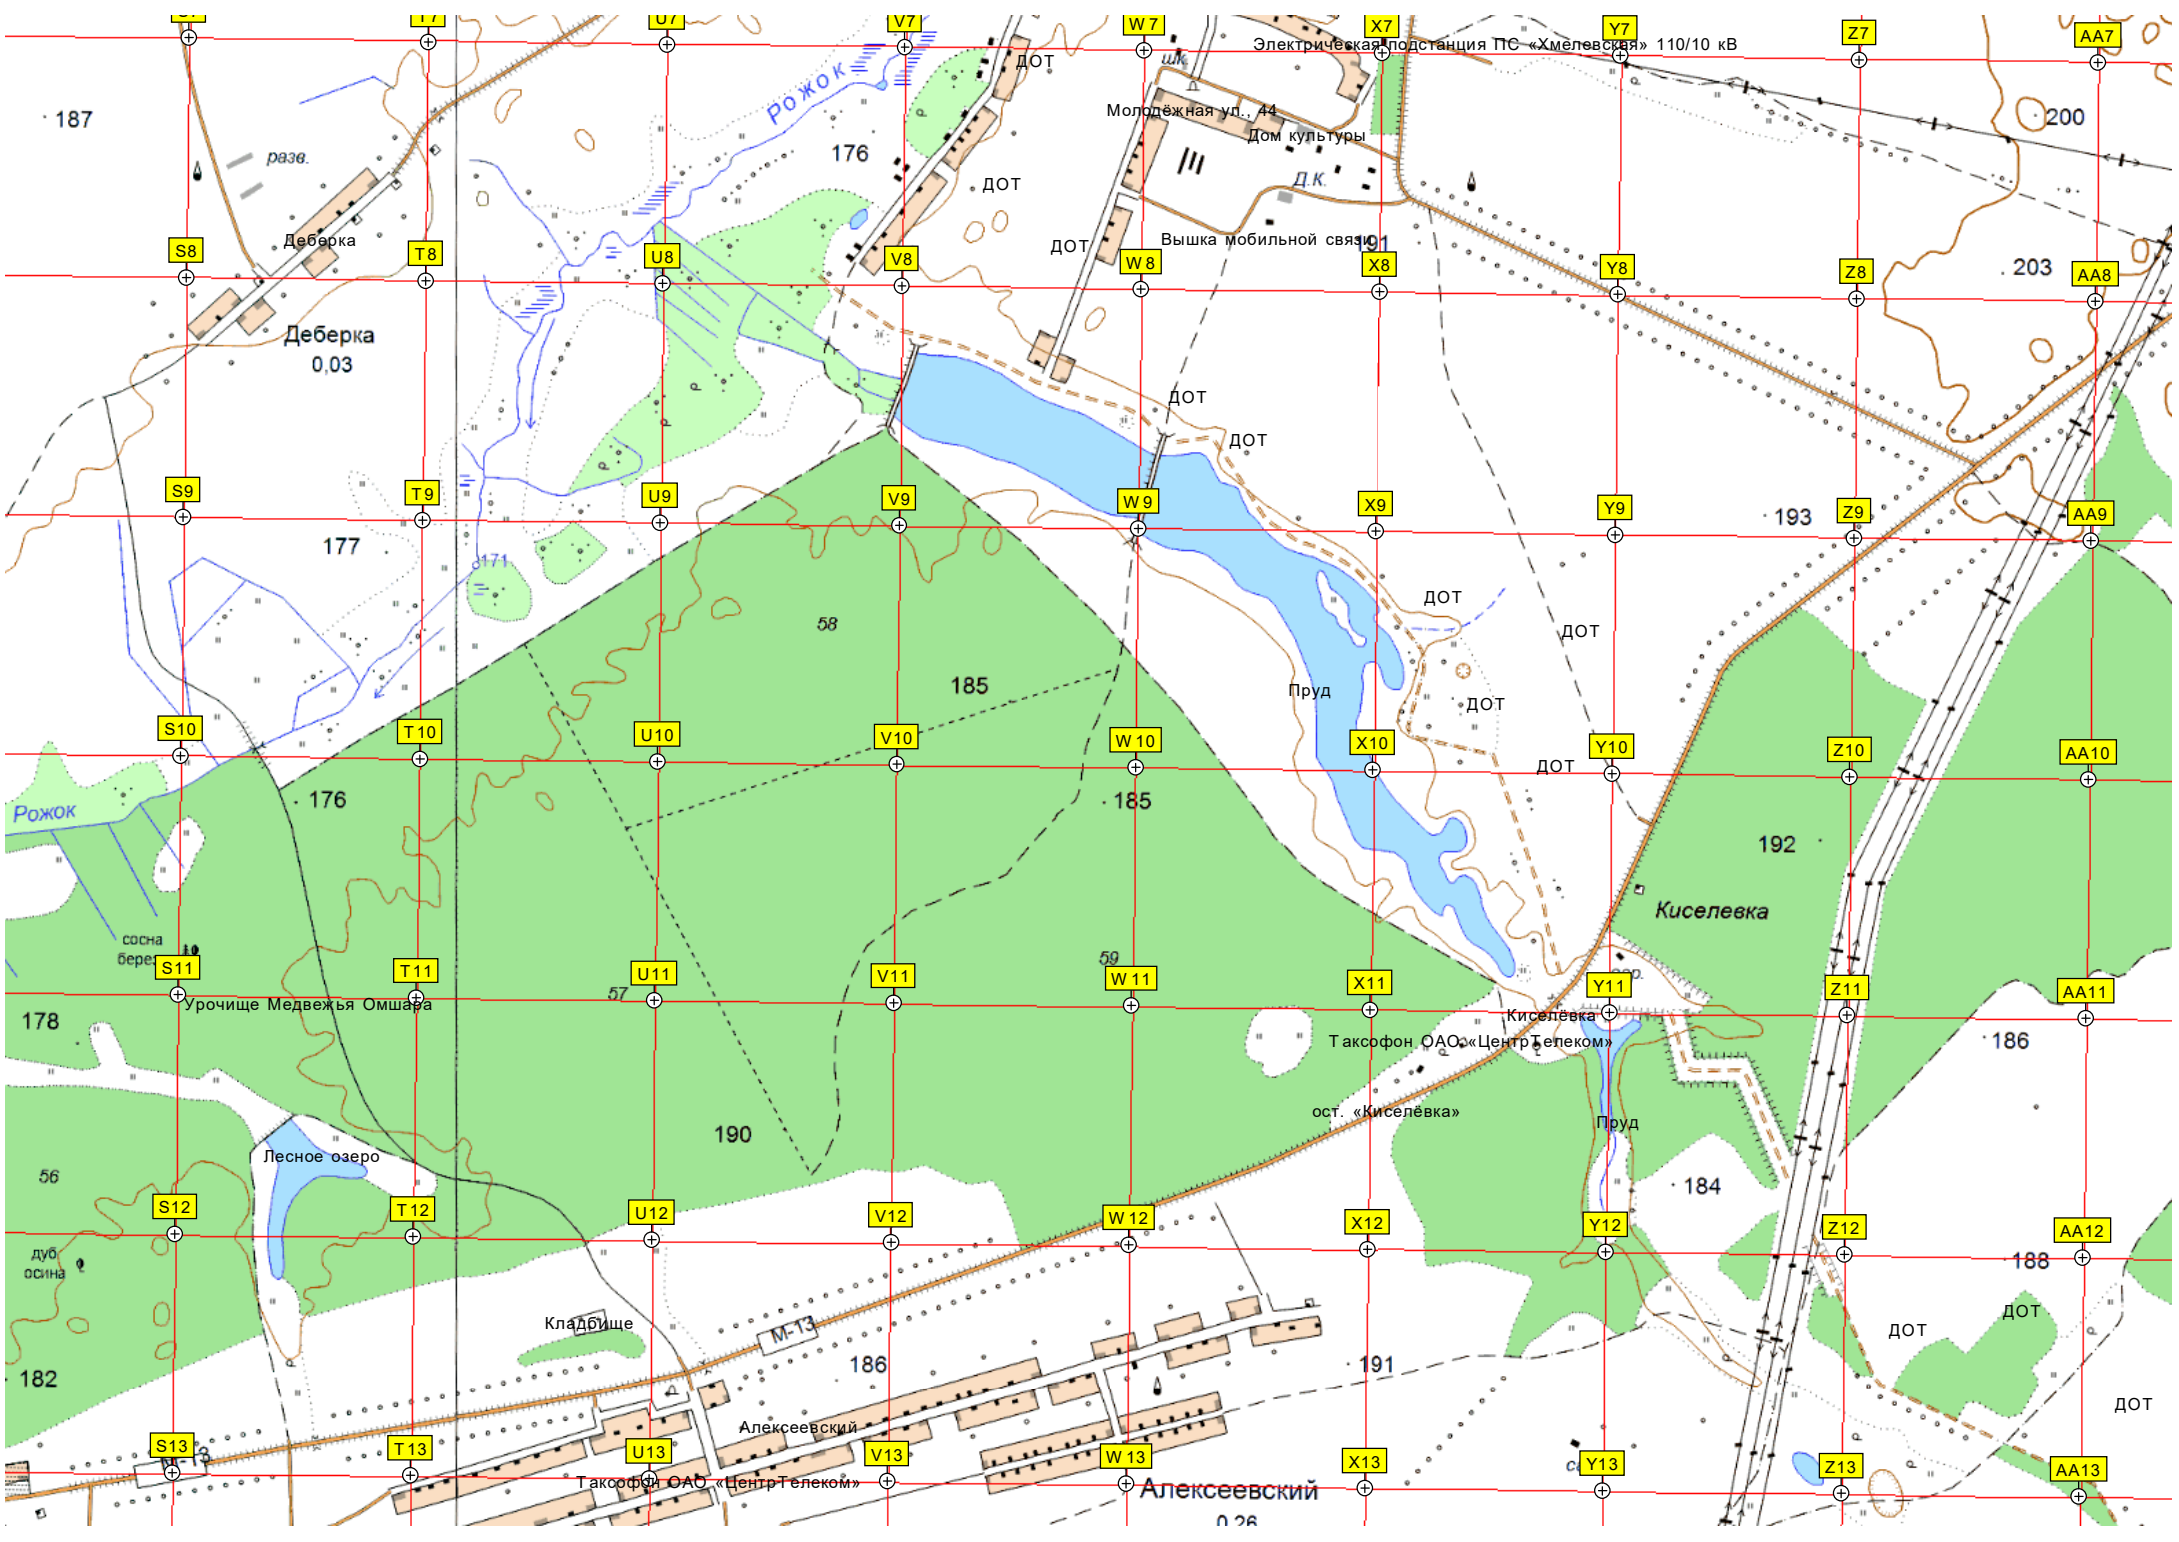 T7
U7
V7
W7
X7
Y7
Z7
AA7
Электрическая подстанция ПС «Хмелевская» 110/10 кВ
ДОТ
шк.
Рожок
187
Молодёжная ул., 44
200
Дом культуры
разв.
176
Д.К.
ДОТ
Деберка
ДОТ
Вышка мобильной связи
191
S8
T8
U8
V8
W8
X8
Y8
Z8
203
AA8
Деберка
0,03
ДОТ
ДОТ
S9
T9
U9
V9
W9
X9
Y9
193
Z9
AA9
177
171
58
ДОТ
ДОТ
185
Пруд
ДОТ
S10
T10
U10
V10
W10
X10
Y10
Z10
AA10
ДОТ
176
185
Рожок
192
Киселевка
сосна
59
S11
T11
U11
V11
W11
X11
Y11
Z11
AA11
57
Урочище Медвежья Омшара
178
Киселёвка
Таксофон ОАО «ЦентрТелеком»
186
ост. «Киселёвка»
Пруд
190
Лесное озеро
56
184
S12
T12
U12
V12
W12
X12
Y12
Z12
AA12
дуб
осина
188
ДОТ
Кладбище
М-13
ДОТ
186
191
182
ДОТ
Алексеевский
S13
T13
U13
V13
W13
X13
Y13
Z13
AA13
М-13
Таксофон ОАО «ЦентрТелеком»
Алексеевский
0,26